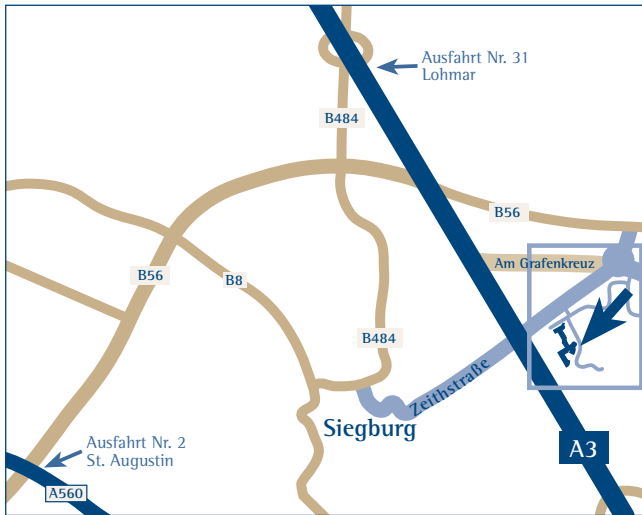 Ausfahrt Nr. 31
Lohmar
B484
B56
Am Grafenkreuz
B56
B8
B484
Zeithstraße
Siegburg
A3
Ausfahrt Nr. 2
St. Augustin
A560